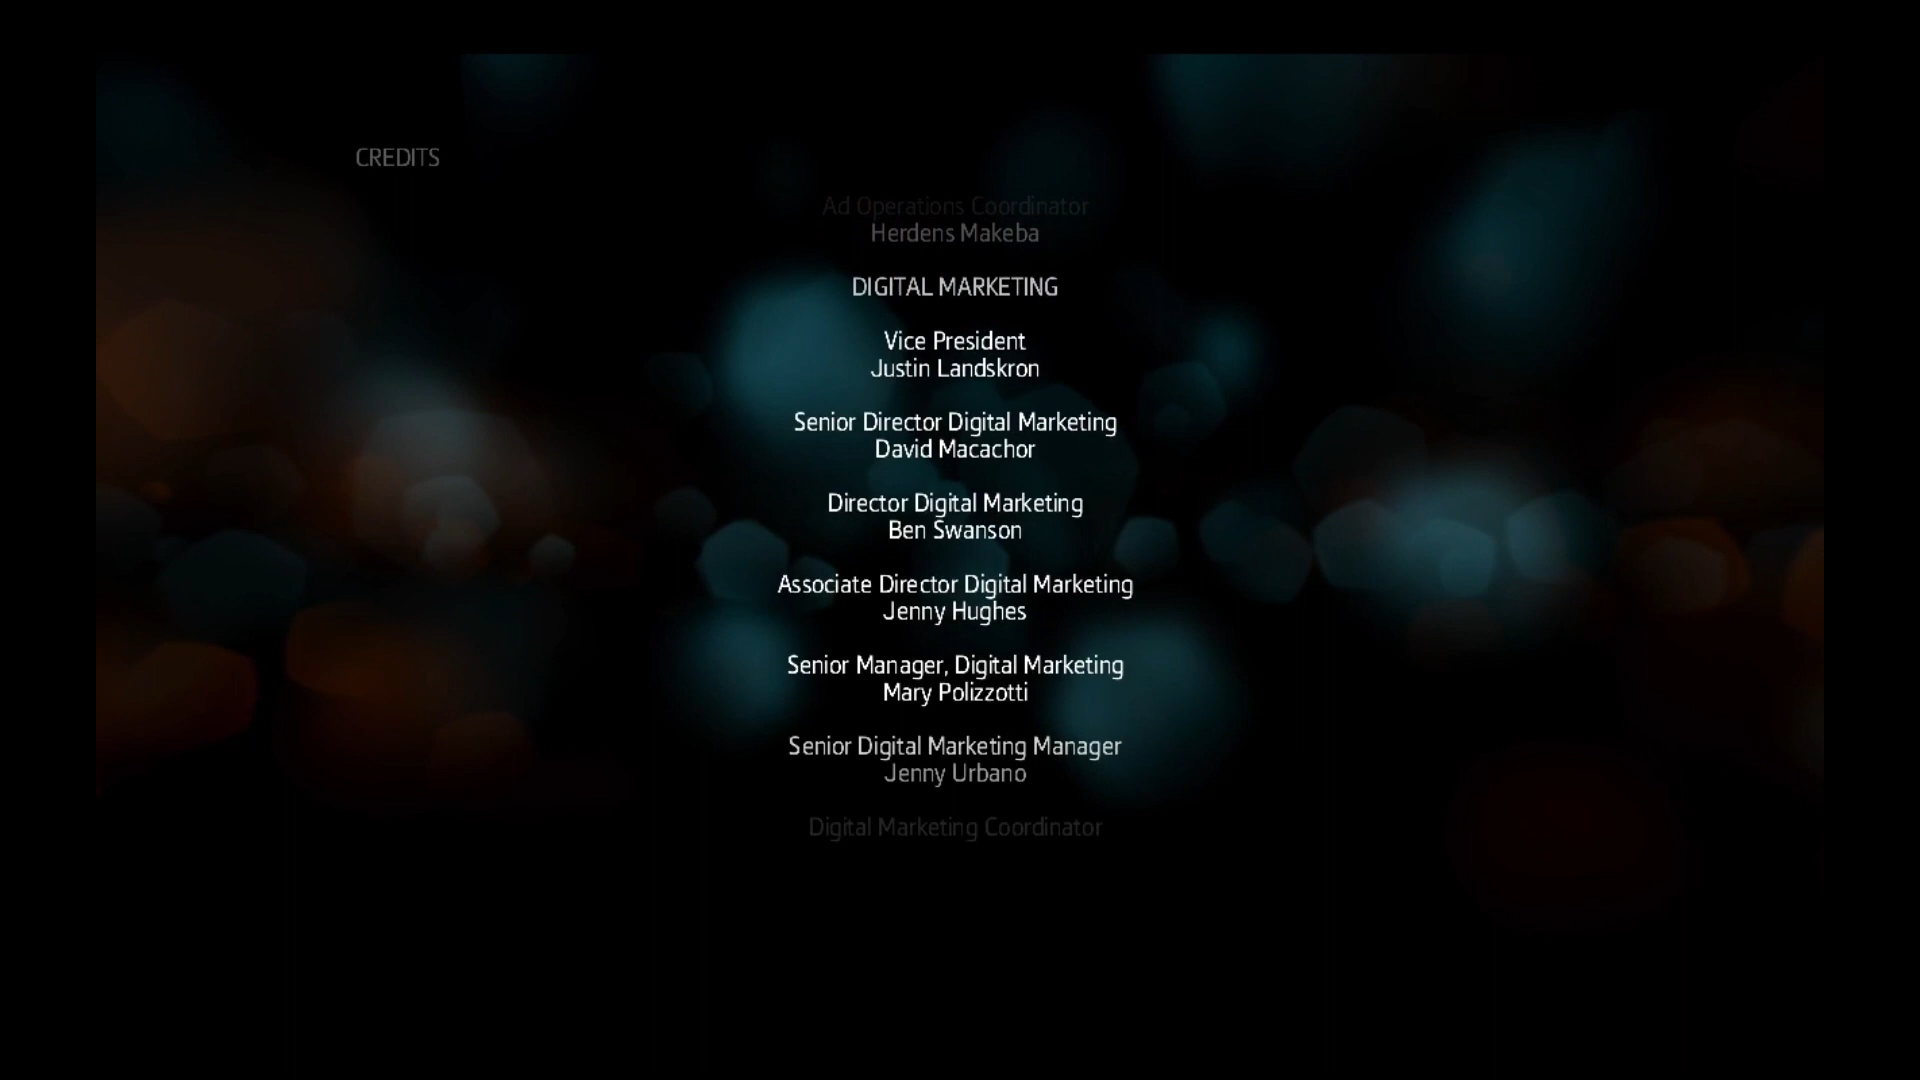 CREDITS
Ad Operations Coordinator
Herdens Makeba
DIGITAL MARKETING
Vice President
Justin Landskron
Senior Director Digital Marketing
David Macachor
Director Digital Marketing
Ben Swanson
Associate Director Digital Marketing
Jenny Hughes
Senior Manager, Digital Marketing
Mary Polizzotti
Senior Digital Marketing Manager
Jenny Urbano
Digital Marketing Coordinator